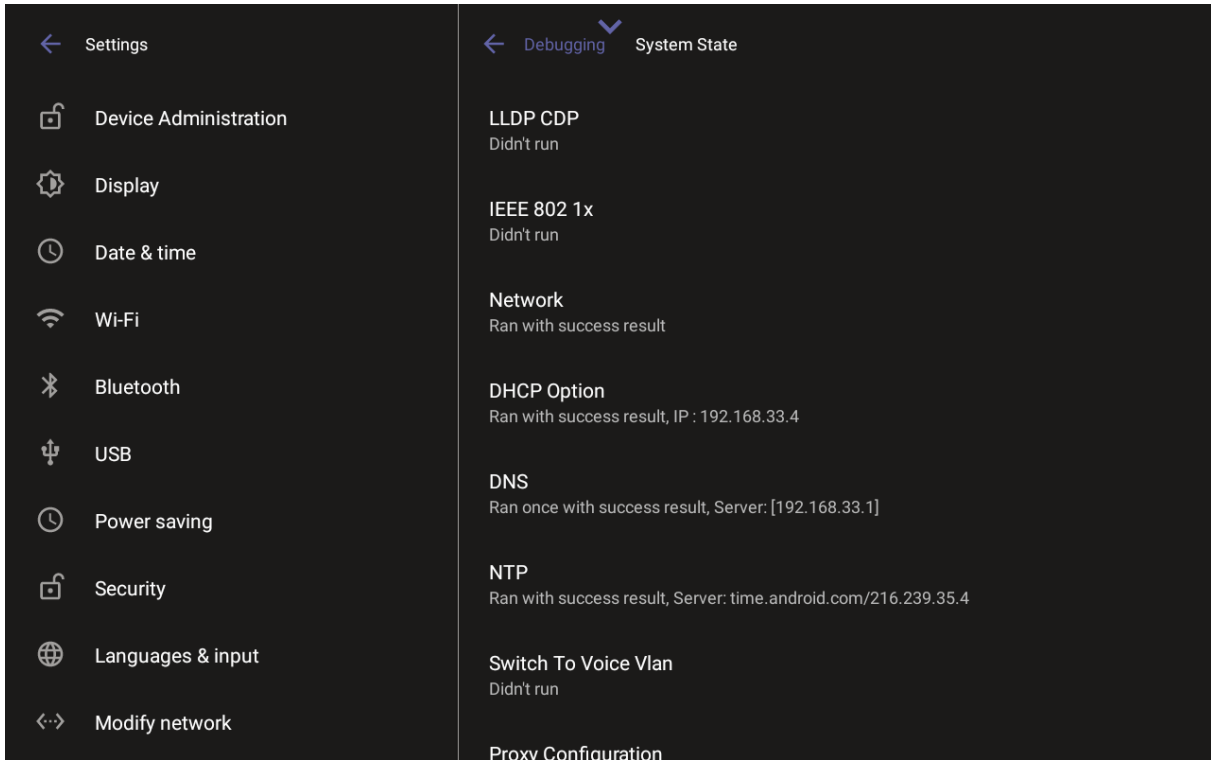 Settings
Device Administration
Display
Date & time
Wi-Fi
Bluetooth
USB
Power saving
Security
Languages & input
Modify network
Debugging System State
LLDP CDP
Didn't run
IEEE 802 1x
Didn't run
Network
Ran with success result
DHCP Option
Ran with success result, IP : 192.168.33.4
DNS
Ran once with success result, Server: [192.168.33.1]
NTP
Ran with success result, Server: time.android.com/216.239.35.4
Switch To Voice Vlan
Didn't run
Proxy Configuration